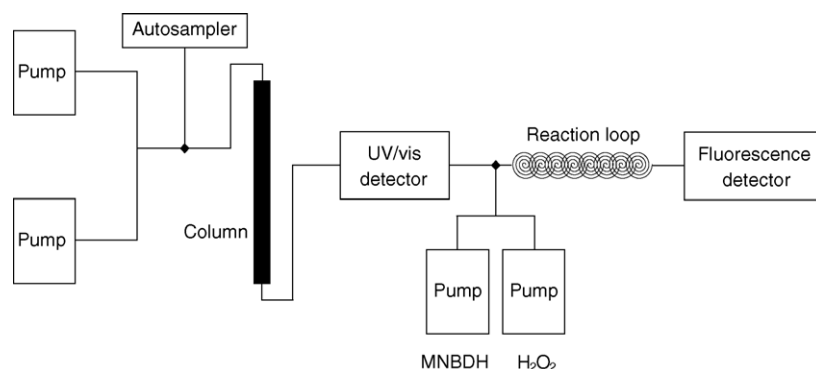 Autosampler
Pump
Pump
Column
UV/vis
detector
Reaction loop
Fluorescence
detector
Pump
Pump
MNBDH
H₂O₂